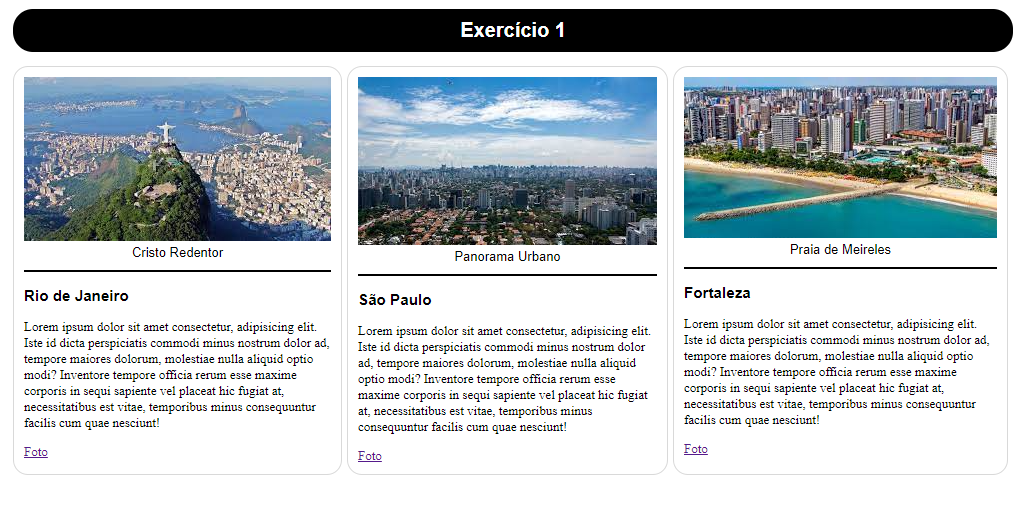 Exercício 1
Cristo Redentor
Rio de Janeiro
Lorem ipsum dolor sit amet consectetur, adipisicing elit.
Iste id dicta perspiciatis commodi minus nostrum dolor ad,
tempore maiores dolorum, molestiae nulla aliquid optio
modi? Inventore tempore officia rerum esse maxime
corporis in sequi sapiente vel placeat hic fugiat at,
necessitatibus est vitae, temporibus minus consequuntur
facilis cum quae nesciunt!
Foto
Panorama Urbano
São Paulo
Lorem ipsum dolor sit amet consectetur, adipisicing elit.
Iste id dicta perspiciatis commodi minus nostrum dolor
ad, tempore maiores dolorum, molestiae nulla aliquid
optio modi? Inventore tempore officia rerum esse
maxime corporis in sequi sapiente vel placeat hic fugiat
at, necessitatibus est vitae, temporibus minus
consequuntur facilis cum quae nesciunt!
Foto
Praia de Meireles
Fortaleza
Lorem ipsum dolor sit amet consectetur, adipisicing elit.
Iste id dicta perspiciatis commodi minus nostrum dolor ad,
tempore maiores dolorum, molestiae nulla aliquid optio
modi? Inventore tempore officia rerum esse maxime
corporis in sequi sapiente vel placeat hic fugiat at,
necessitatibus est vitae, temporibus minus consequuntur
facilis cum quae nesciunt!
Foto